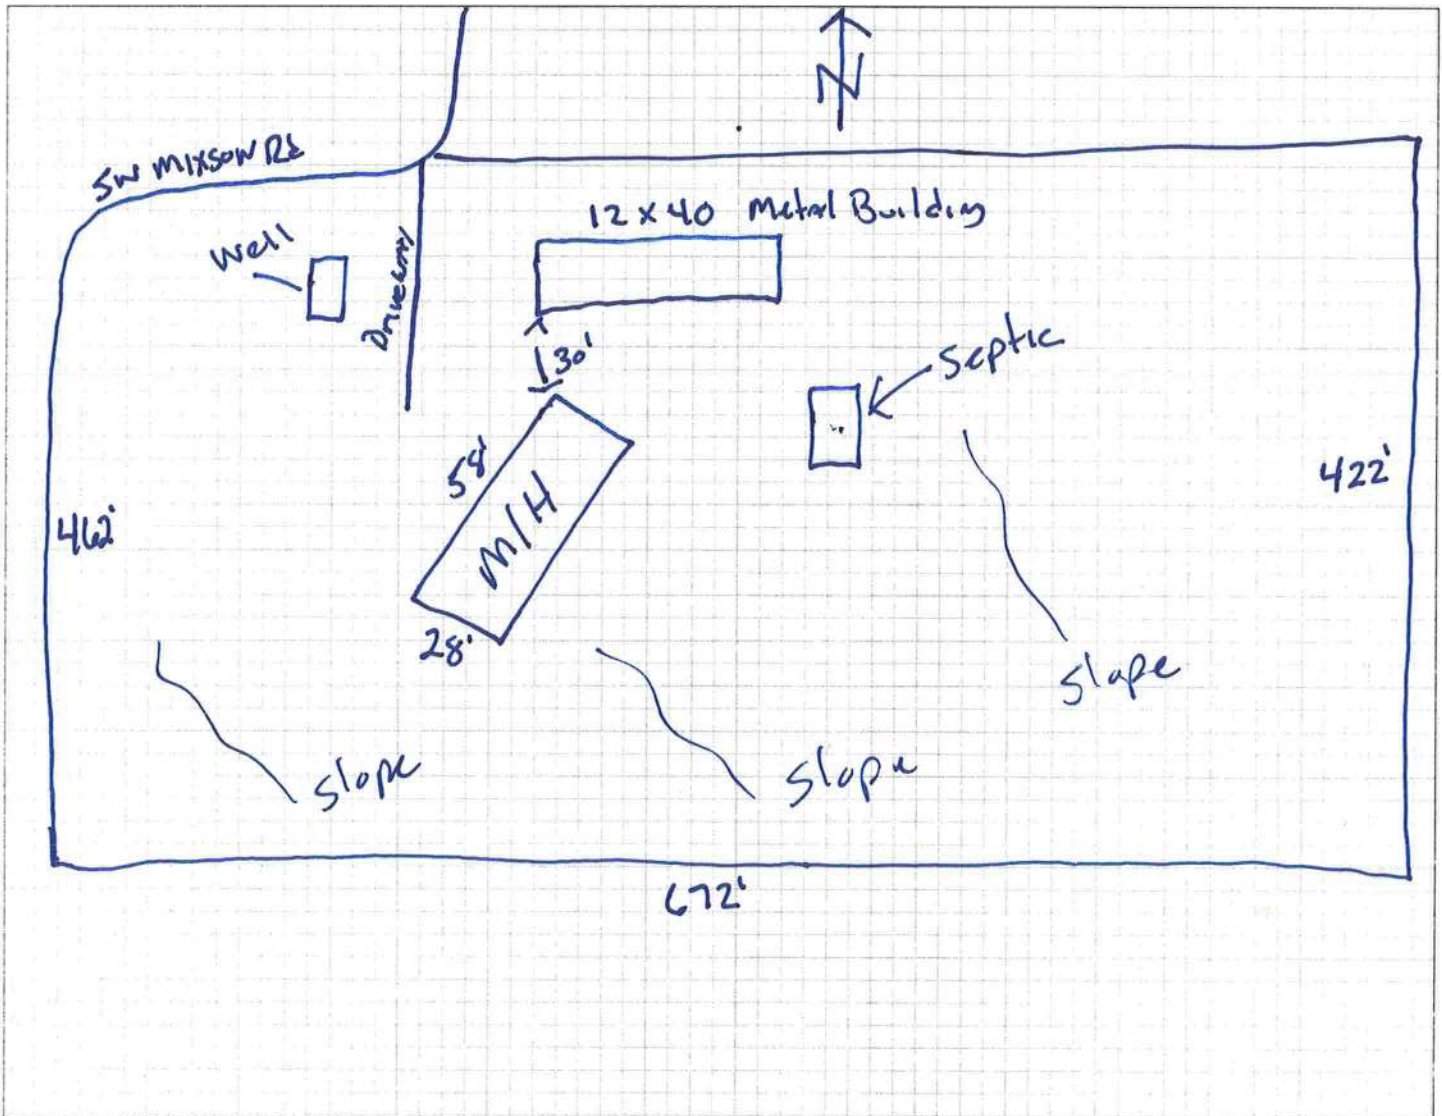 N
SW MIXSON Rd
12 x 40 Metal Building
Well
Driveway
30'
Septic
58'
M/H
422'
462'
28'
Slope
Slope
Slope
672'